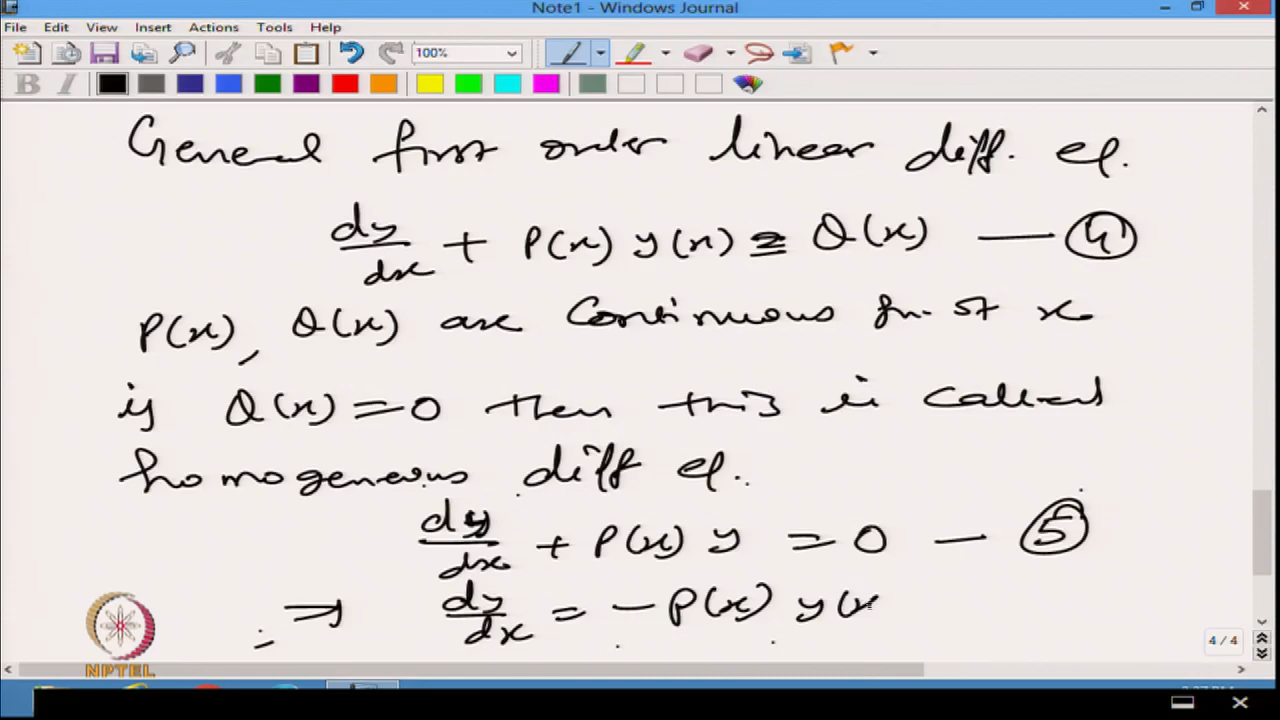 Note1 - Windows Journal
File Edit View Insert Actions Tools Help
100%
B I
General first order linear diff. eq.
dy/dx + P(x) y(x) = Q(x) — 4
P(x), Q(x) are continuous fn. of x
if Q(x) = 0 then this is called
homogeneous diff eq.
dy/dx + P(x) y = 0 — 5
⇒ dy/dx = - P(x) y(x
4 / 4
NPTEL